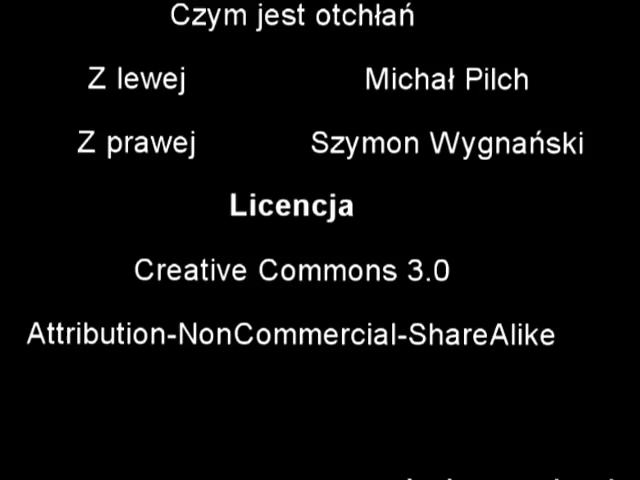 Czym jest otchłań
Z lewej Michał Pilch
Z prawej Szymon Wygnański
Licencja
Creative Commons 3.0
Attribution-NonCommercial-ShareAlike